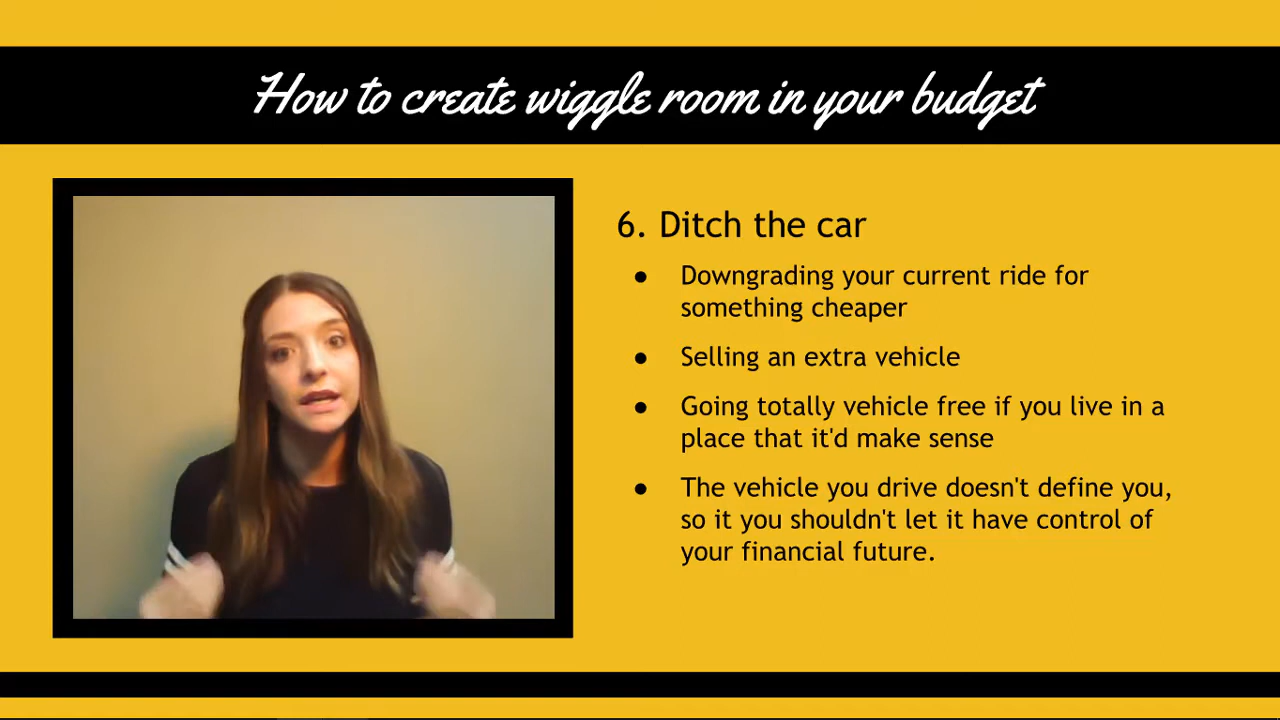 How to create wiggle room in your budget
6. Ditch the car
● Downgrading your current ride for
something cheaper
● Selling an extra vehicle
● Going totally vehicle free if you live in a
place that it'd make sense
● The vehicle you drive doesn't define you,
so it you shouldn't let it have control of
your financial future.